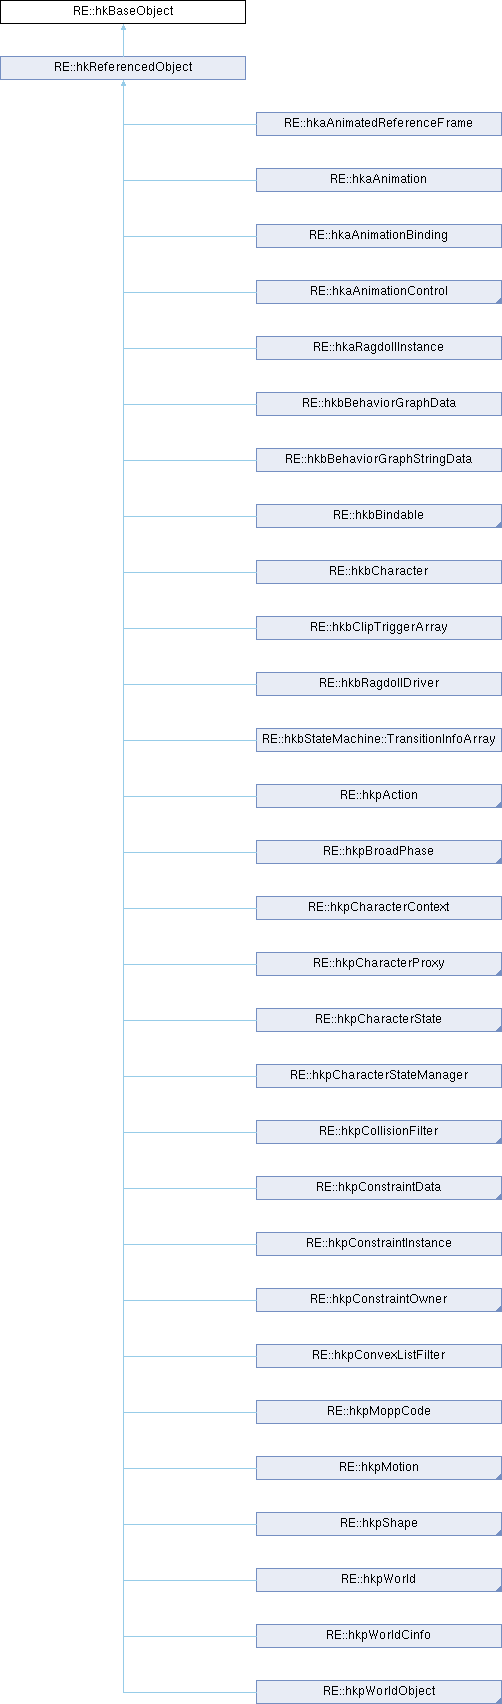 RE::hkBaseObject
RE::hkReferencedObject
RE::hkaAnimatedReferenceFrame
RE::hkaAnimation
RE::hkaAnimationBinding
RE::hkaAnimationControl
RE::hkaRagdollInstance
RE::hkbBehaviorGraphData
RE::hkbBehaviorGraphStringData
RE::hkbBindable
RE::hkbCharacter
RE::hkbClipTriggerArray
RE::hkbRagdollDriver
RE::hkbStateMachine::TransitionInfoArray
RE::hkpAction
RE::hkpBroadPhase
RE::hkpCharacterContext
RE::hkpCharacterProxy
RE::hkpCharacterState
RE::hkpCharacterStateManager
RE::hkpCollisionFilter
RE::hkpConstraintData
RE::hkpConstraintInstance
RE::hkpConstraintOwner
RE::hkpConvexListFilter
RE::hkpMoppCode
RE::hkpMotion
RE::hkpShape
RE::hkpWorld
RE::hkpWorldCinfo
RE::hkpWorldObject